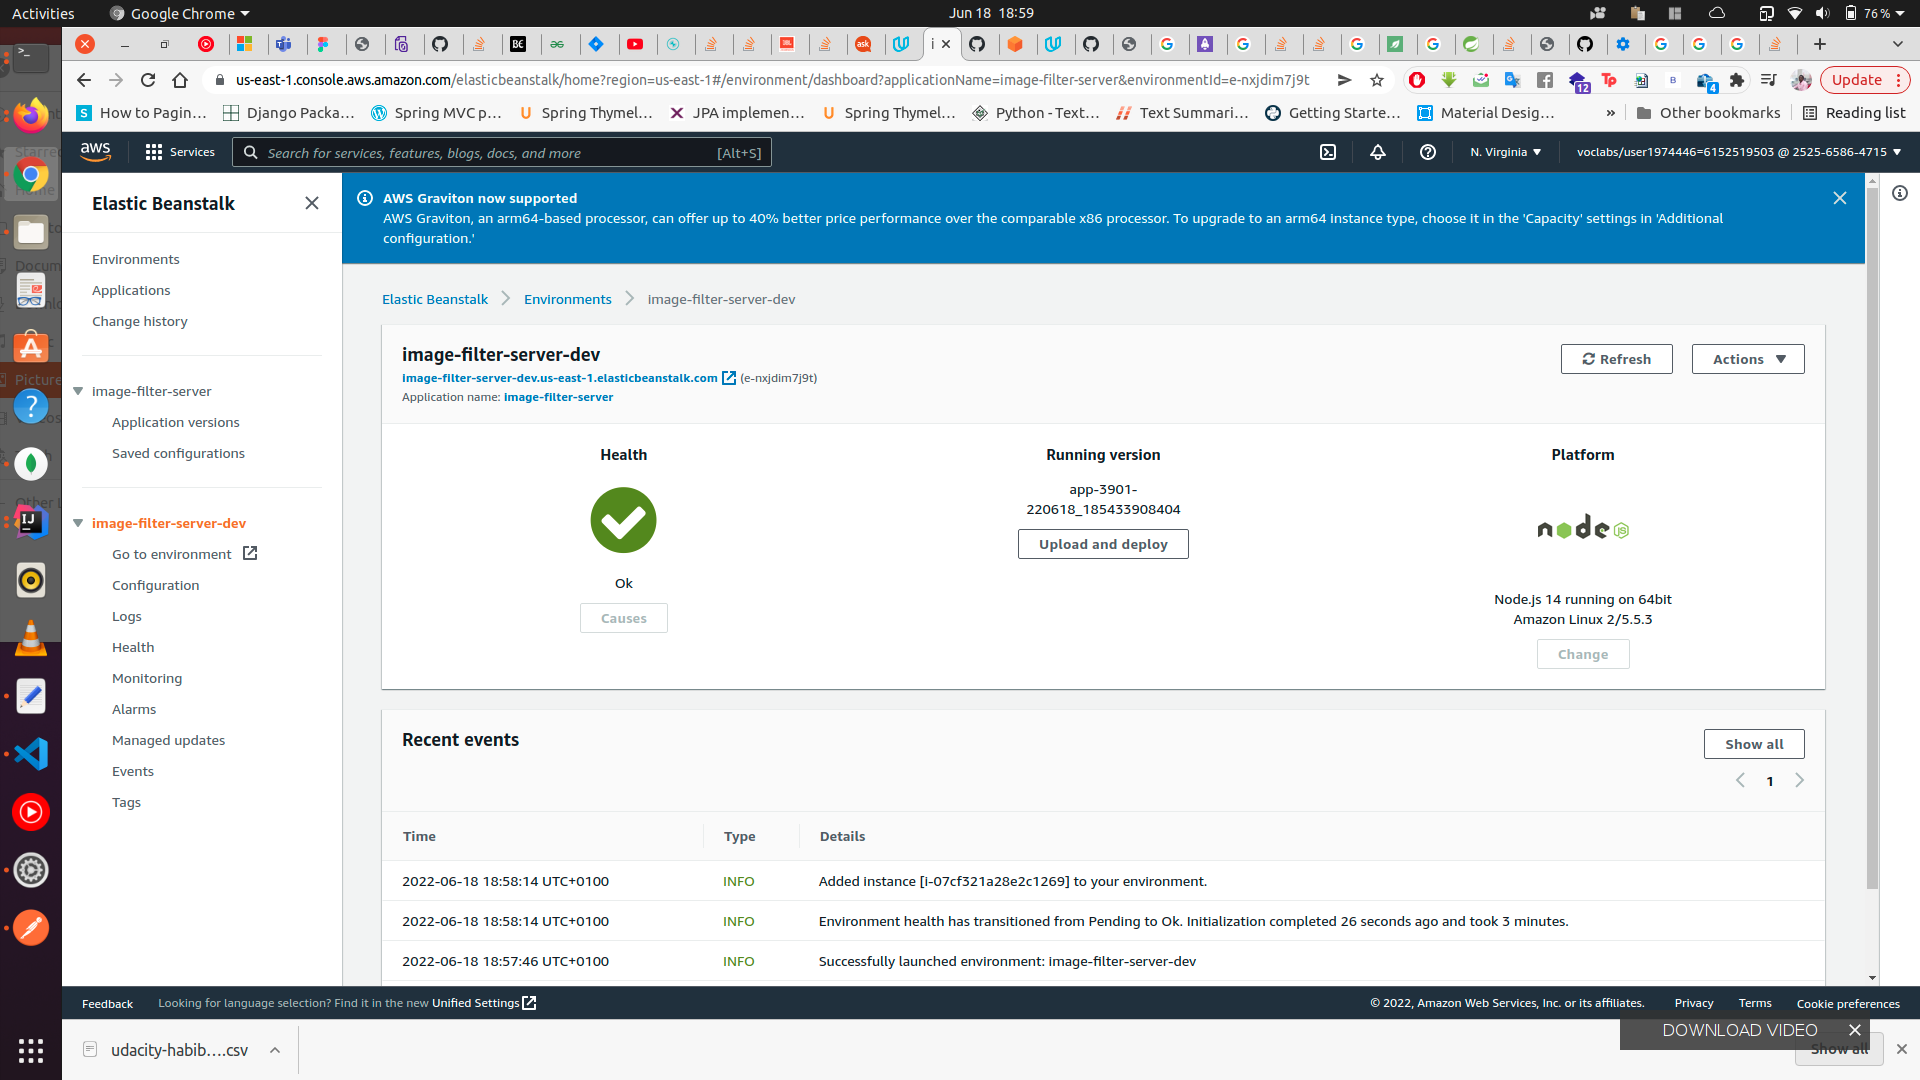 Activities
Google Chrome
Jun 18 18:59
76 %
us-east-1.console.aws.amazon.com/elasticbeanstalk/home?region=us-east-1#/environment/dashboard?applicationName=image-filter-server&environmentId=e-nxjdim7j9t
12
4
Update
How to Pagin…
Django Packa…
Spring MVC p…
Spring Thymel…
JPA implemen…
Spring Thymel…
Python - Text…
Text Summari…
Getting Starte…
Material Desig…
»
Other bookmarks
Reading list
aws
Services
Search for services, features, blogs, docs, and more
[Alt+S]
N. Virginia
voclabs/user1974446=6152519503 @ 2525-6586-4715
Elastic Beanstalk
Environments
Applications
Change history
image-filter-server
Application versions
Saved configurations
image-filter-server-dev
Go to environment
Configuration
Logs
Health
Monitoring
Alarms
Managed updates
Events
Tags
AWS Graviton now supported
AWS Graviton, an arm64-based processor, can offer up to 40% better price performance over the comparable x86 processor. To upgrade to an arm64 instance type, choose it in the 'Capacity' settings in 'Additional
configuration.'
Elastic Beanstalk
Environments
image-filter-server-dev
image-filter-server-dev
image-filter-server-dev.us-east-1.elasticbeanstalk.com (e-nxjdim7j9t)
Application name: image-filter-server
Refresh
Actions
Health
Ok
Causes
Running version
app-3901-
220618_185433908404
Upload and deploy
Platform
node JS
Node.js 14 running on 64bit
Amazon Linux 2/5.5.3
Change
Recent events
Show all
1
Time Type Details
2022-06-18 18:58:14 UTC+0100 INFO Added instance [i-07cf321a28e2c1269] to your environment.
2022-06-18 18:58:14 UTC+0100 INFO Environment health has transitioned from Pending to Ok. Initialization completed 26 seconds ago and took 3 minutes.
2022-06-18 18:57:46 UTC+0100 INFO Successfully launched environment: image-filter-server-dev
Feedback
Looking for language selection? Find it in the new Unified Settings
© 2022, Amazon Web Services, Inc. or its affiliates.
Privacy
Terms
Cookie preferences
udacity-habib….csv
DOWNLOAD VIDEO
Show all